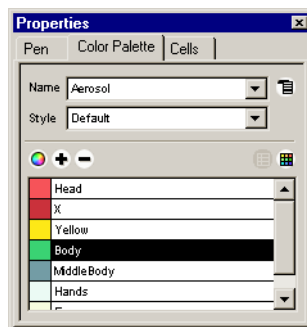 Properties
Pen Color Palette Cells
Name Aerosol
Style Default
Head
X
Yellow
Body
MiddleBody
Hands